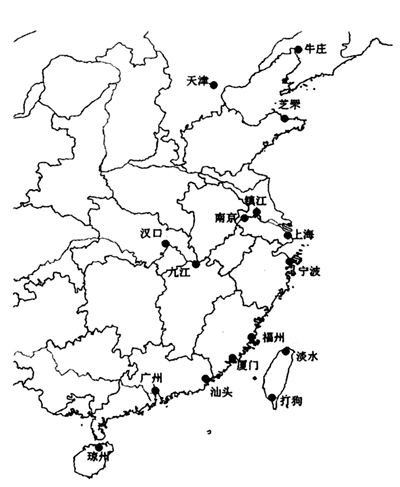 牛庄
天津
芝罘
镇江
南京
上海
汉口
九江
宁波
福州
淡水
厦门
广州
汕头
打狗
琼州